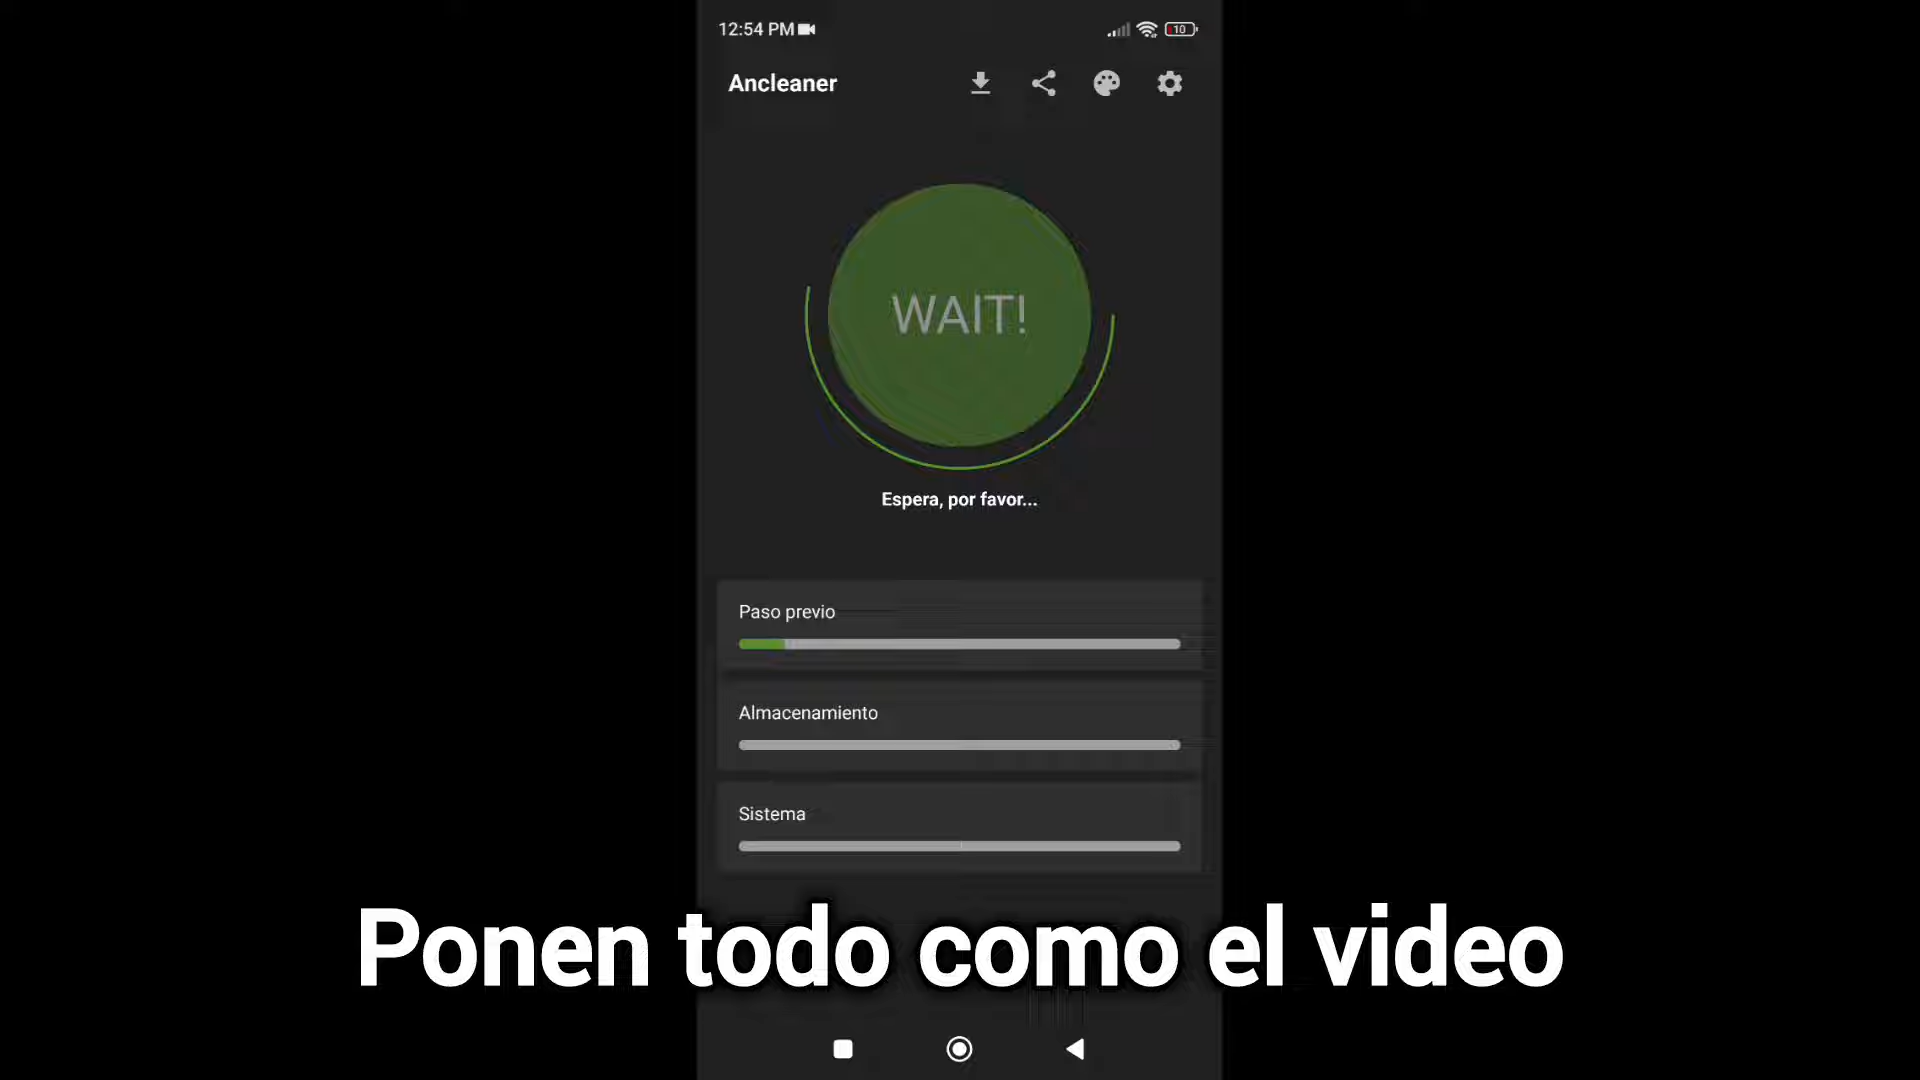 12:54 PM
10
Ancleaner
WAIT!
Espera, por favor...
Paso previo
Almacenamiento
Sistema
Ponen todo como el video